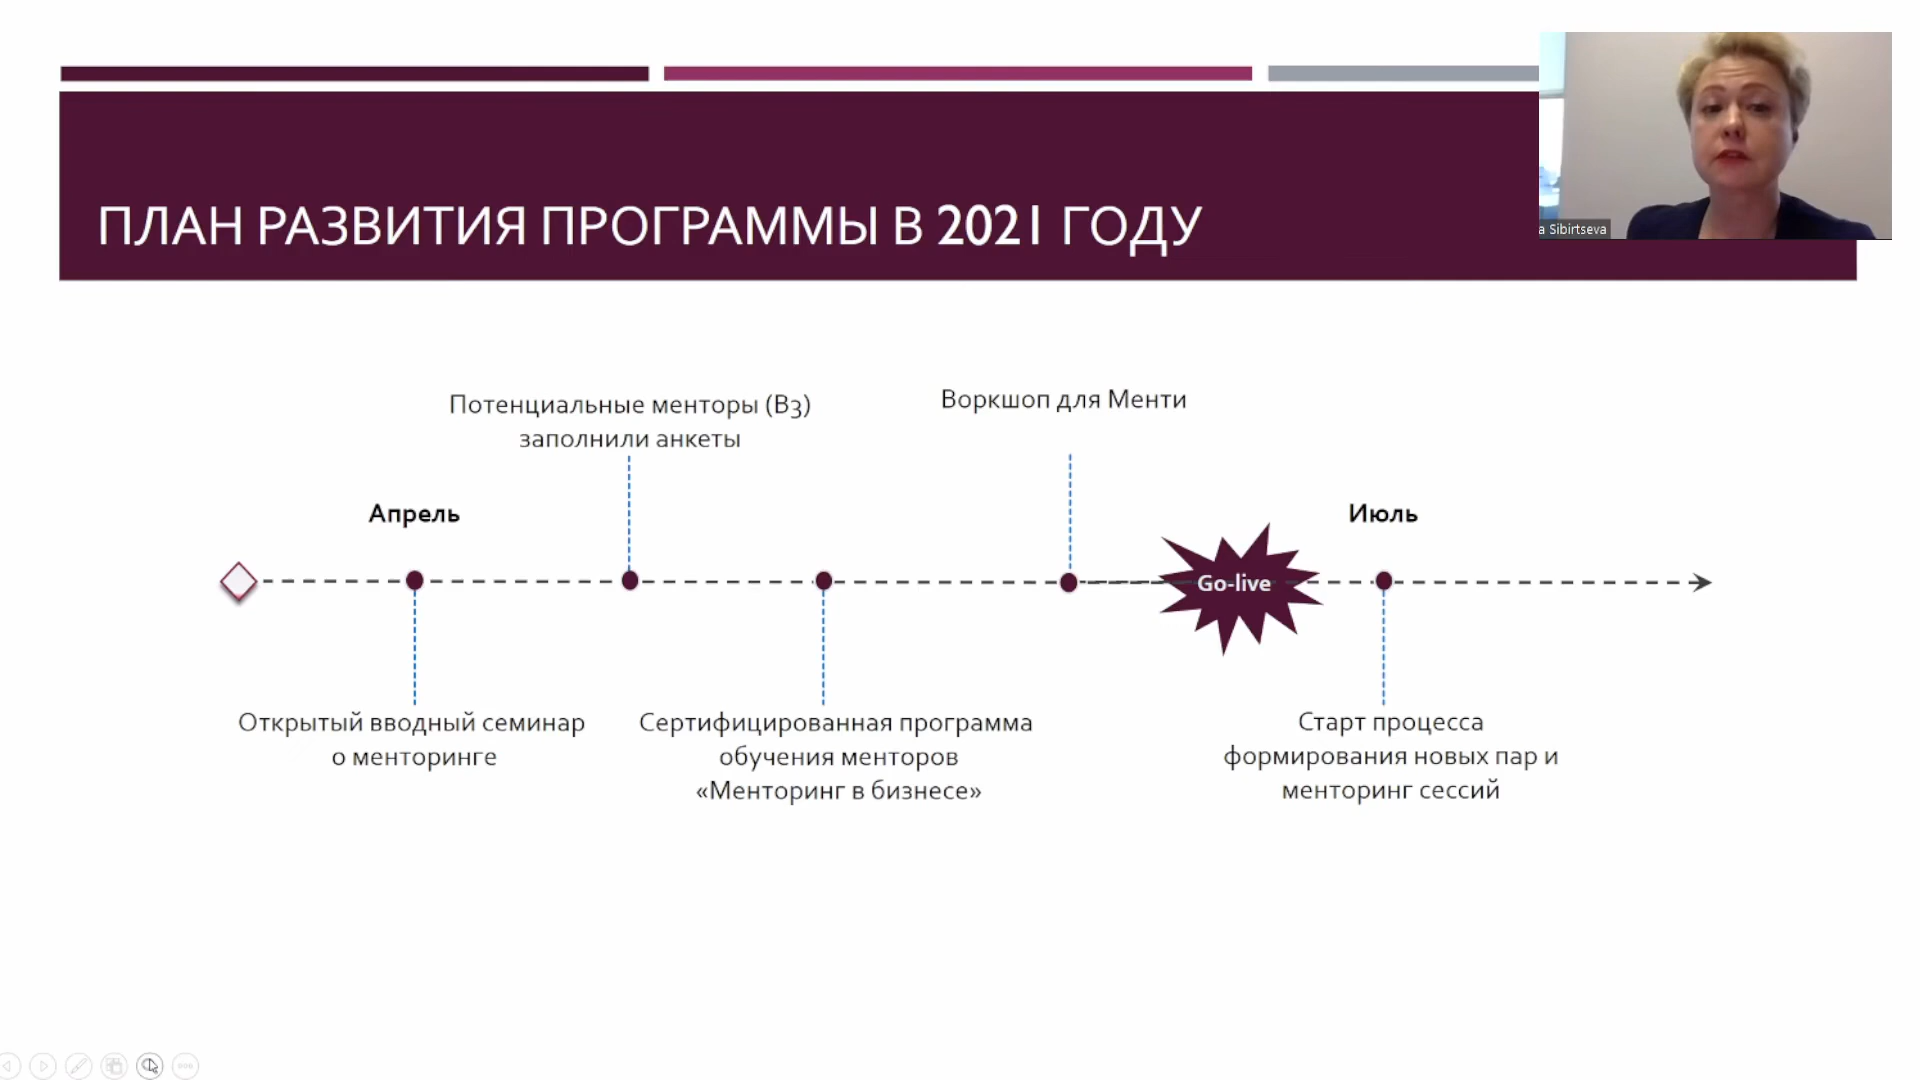 ПЛАН РАЗВИТИЯ ПРОГРАММЫ В 2021 ГОДУ
a Sibirtseva
Потенциальные менторы (В3)
заполнили анкеты
Воркшоп для Менти
Апрель
Июль
Go-live
Открытый вводный семинар
о менторинге
Сертифицированная программа
обучения менторов
«Менторинг в бизнесе»
Старт процесса
формирования новых пар и
менторинг сессий